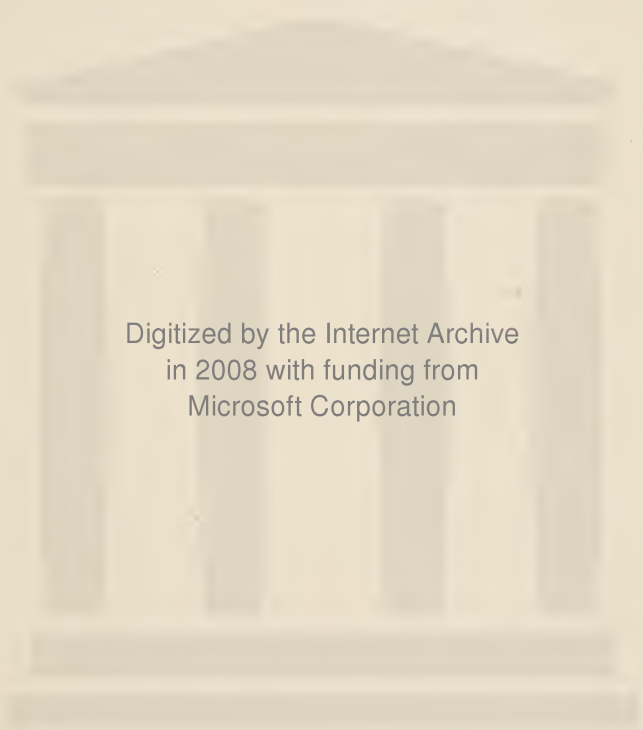 Digitized by the Internet Archive
in 2008 with funding from
Microsoft Corporation